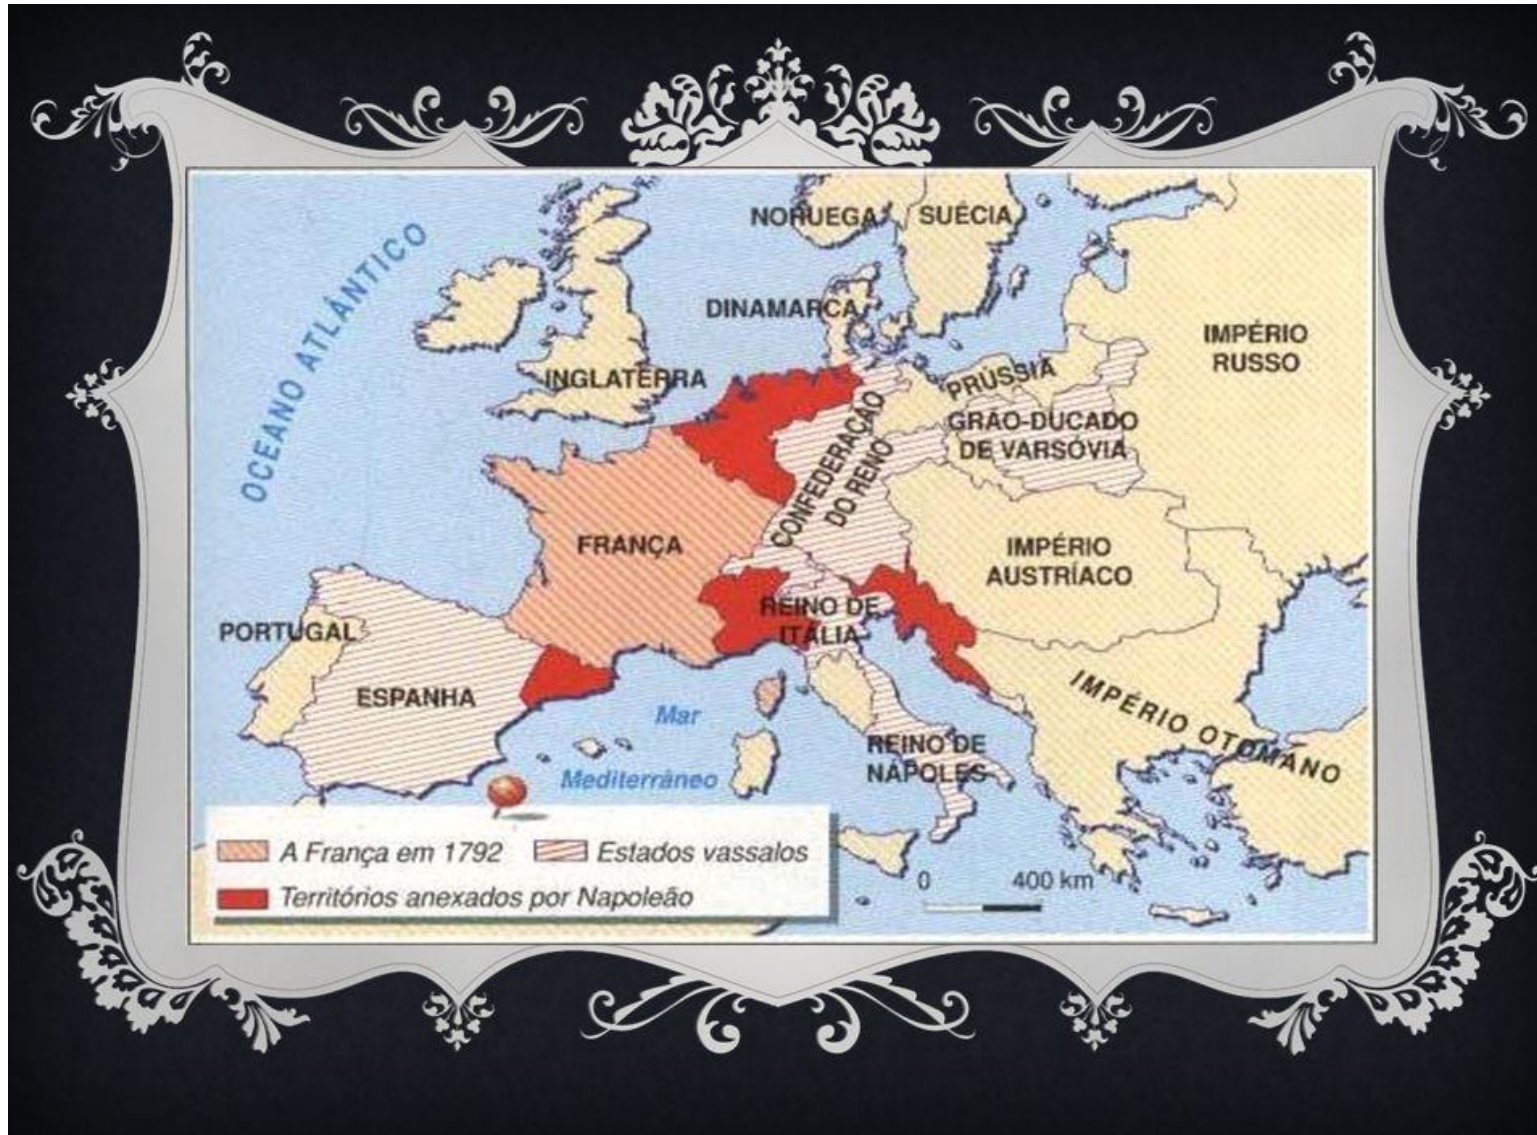 OCEANO ATLÂNTICO
NORUEGA
SUÉCIA
DINAMARCA
IMPÉRIO
RUSSO
INGLATERRA
PRÚSSIA
GRÃO-DUCADO
DE VARSÓVIA
CONFEDERAÇÃO
DO RENO
FRANÇA
IMPÉRIO
AUSTRÍACO
REINO DE
ITÁLIA
PORTUGAL
ESPANHA
IMPÉRIO OTOMANO
Mar
Mediterrâneo
REINO DE
NÁPOLES
A França em 1792
Estados vassalos
Territórios anexados por Napoleão
0
400 km